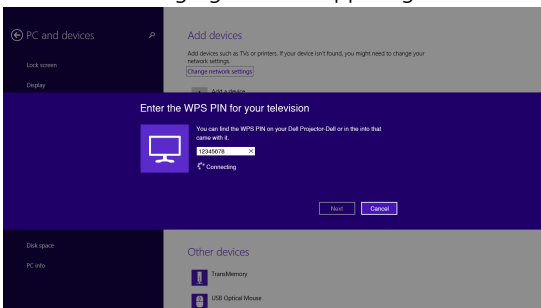 PC and devices
Lock screen
Display
Add devices
Add devices such as TVs or printers. If your device isn't found, you might need to change your
network settings.
Change network settings
Add a device
Enter the WPS PIN for your television
You can find the WPS PIN on your Dell Projector-Dell or in the into that
came with it.
12345678
Connecting
Next
Cancel
Disk space
PC info
Other devices
TransMemory
USB Optical Mouse